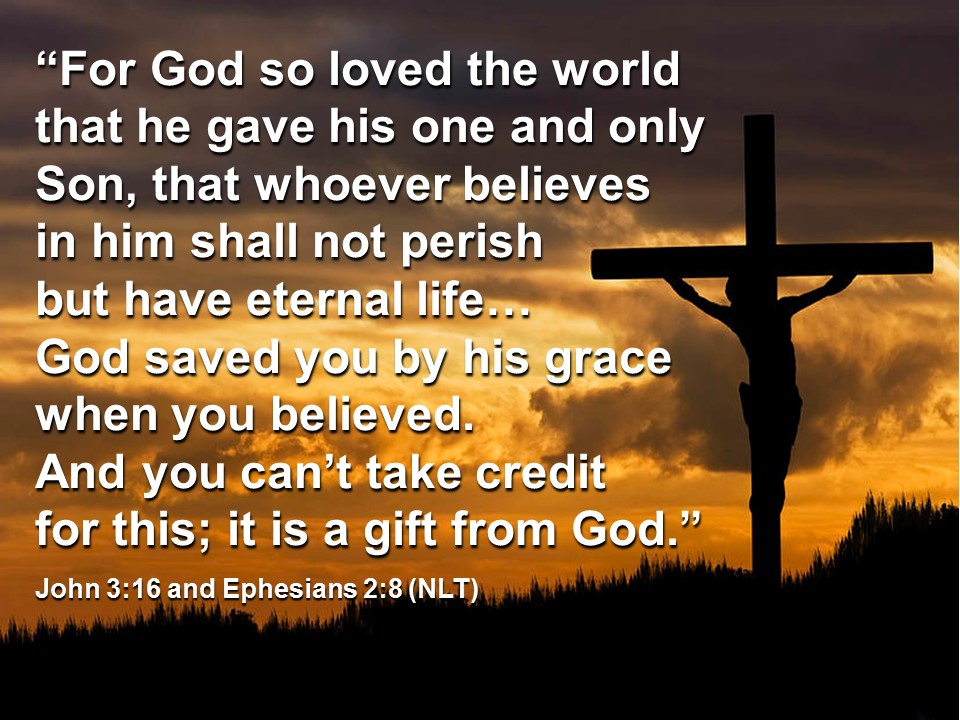 “For God so loved the world
that he gave his one and only
Son, that whoever believes
in him shall not perish
but have eternal life…
God saved you by his grace
when you believed.
And you can’t take credit
for this; it is a gift from God.”
John 3:16 and Ephesians 2:8 (NLT)